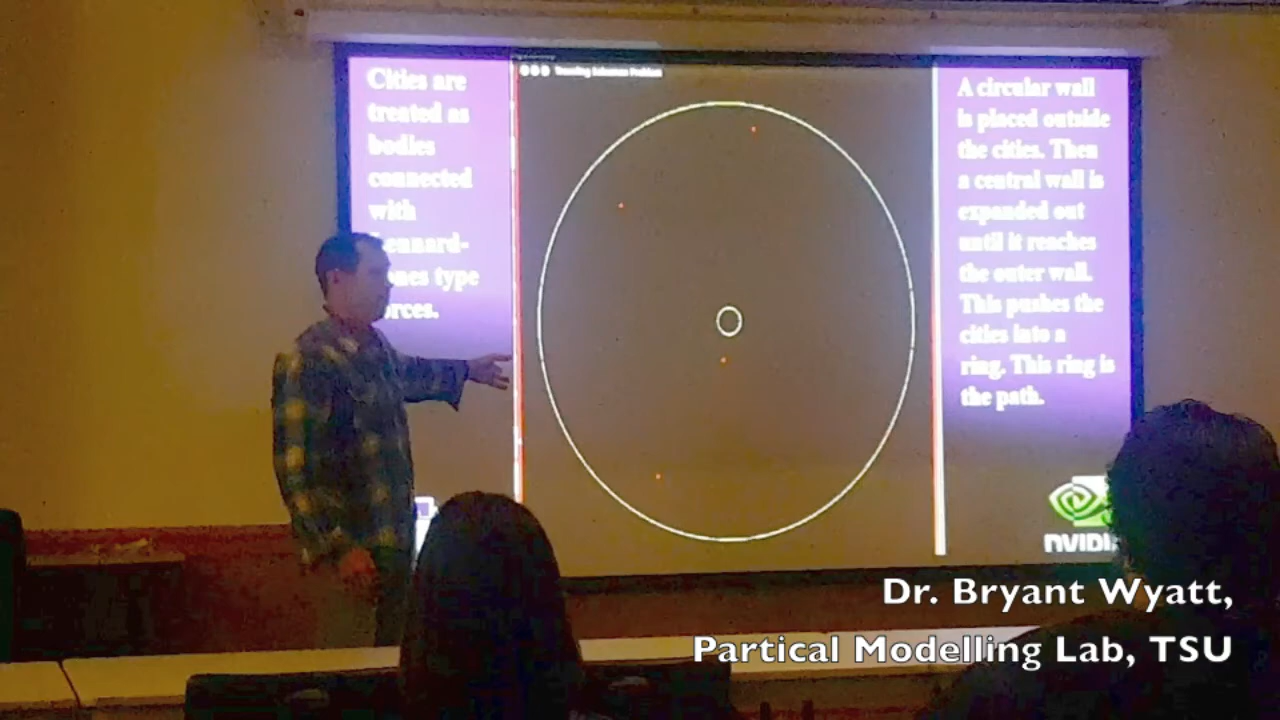 Cities are
treated as
bodies
connected
with
ennard-
ones type
orces.
Traveling Salesman Problem
A circular wall
is placed outside
the cities. Then
a central wall is
expanded out
until it reaches
the outer wall.
This pushes the
cities into a
ring. This ring is
the path.
NVIDI
Dr. Bryant Wyatt,
Partical Modelling Lab, TSU